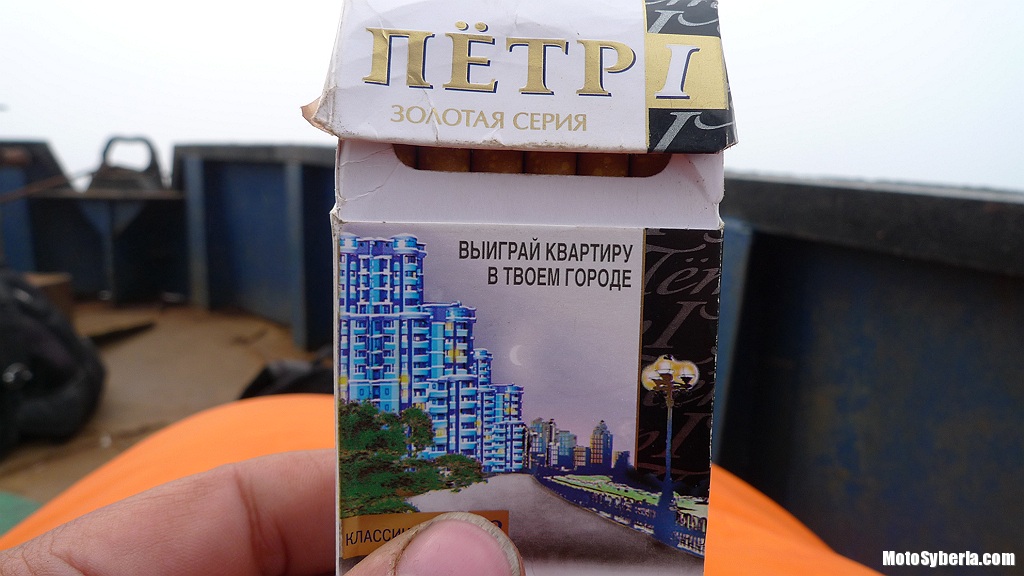 ПЁТР I
ЗОЛОТАЯ СЕРИЯ
ВЫИГРАЙ КВАРТИРУ
В ТВОЕМ ГОРОДЕ
MotoSyberia.com